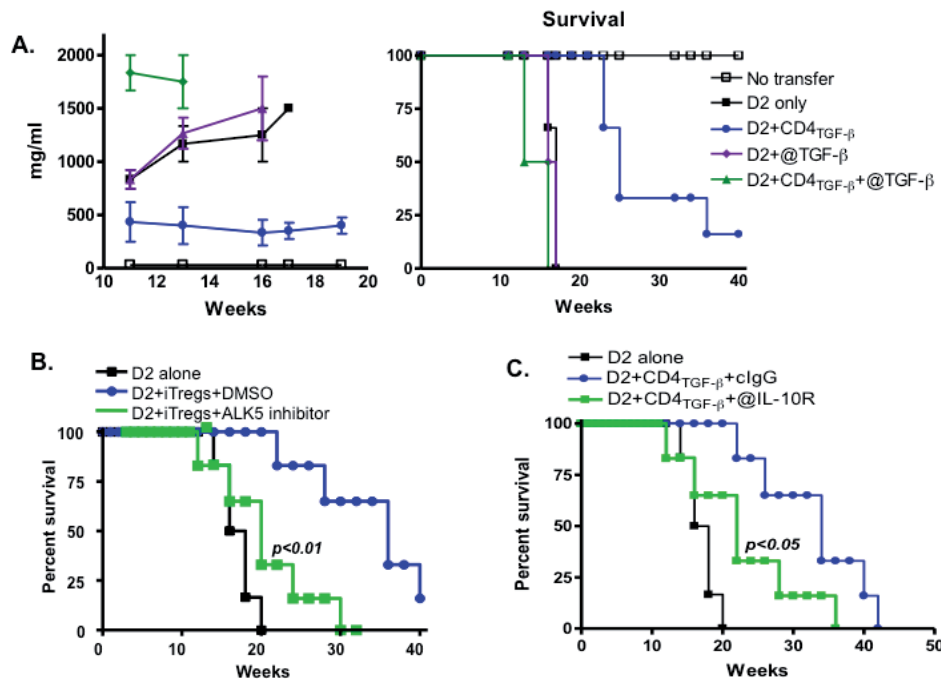 Survival
A.
mg/ml
2000
1500
1000
500
0
10 12 14 16 18 20
Weeks
100
75
50
25
0
0 10 20 30 40
Weeks
No transfer
D2 only
D2+CD4TGF-β
D2+@TGF-β
D2+CD4TGF-β+@TGF-β
B.
D2 alone
D2+iTregs+DMSO
D2+iTregs+ALK5 inhibitor
Percent survival
100
75
50
25
0
p<0.01
0 10 20 30 40
Weeks
C.
D2 alone
D2+CD4TGF-β+cIgG
D2+CD4TGF-β+@IL-10R
Percent survival
100
75
50
25
0
p<0.05
0 10 20 30 40 50
Weeks